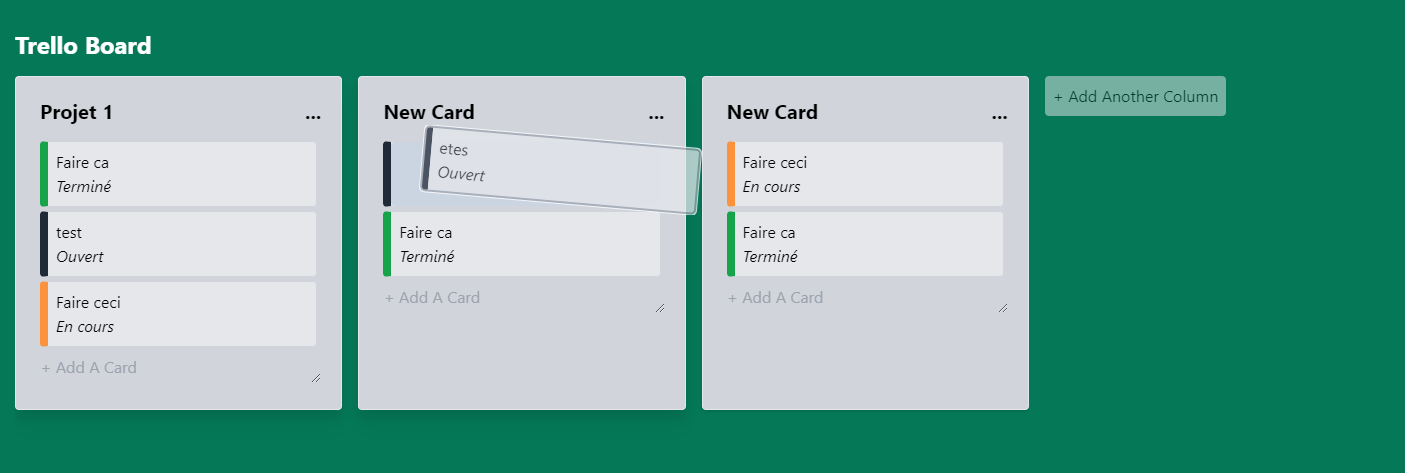 Trello Board
Projet 1
...
Faire ca
Terminé
test
Ouvert
Faire ceci
En cours
+ Add A Card
New Card
...
etes
Ouvert
Faire ca
Terminé
+ Add A Card
New Card
...
Faire ceci
En cours
Faire ca
Terminé
+ Add A Card
+ Add Another Column